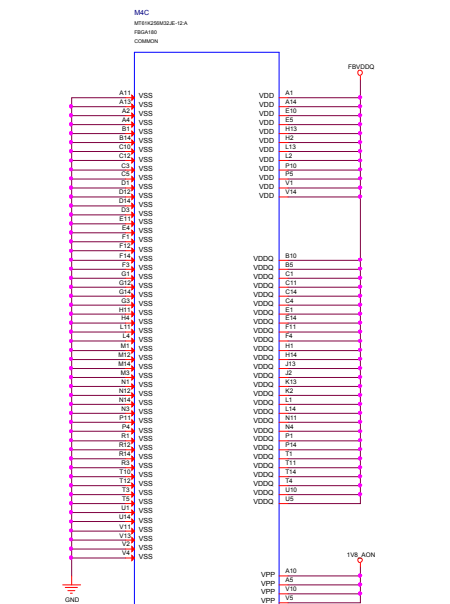 M4C
MT61K256M32JE-12:A
FBGA180
COMMON
FBVDDQ
A11 VSS
A13 VSS
A2 VSS
A4 VSS
B1 VSS
B14 VSS
C10 VSS
C12 VSS
C3 VSS
C5 VSS
D1 VSS
D12 VSS
D14 VSS
D3 VSS
E11 VSS
E4 VSS
F1 VSS
F12 VSS
F14 VSS
F3 VSS
G1 VSS
G12 VSS
G14 VSS
G3 VSS
H11 VSS
H4 VSS
L11 VSS
L4 VSS
M1 VSS
M12 VSS
M14 VSS
M3 VSS
N1 VSS
N12 VSS
N14 VSS
N3 VSS
P11 VSS
P4 VSS
R1 VSS
R12 VSS
R14 VSS
R3 VSS
T10 VSS
T12 VSS
T3 VSS
T5 VSS
U1 VSS
U14 VSS
V11 VSS
V13 VSS
V2 VSS
V4 VSS
GND
VDD A1
VDD A14
VDD E10
VDD E5
VDD H13
VDD H2
VDD L13
VDD L2
VDD P10
VDD P5
VDD V1
VDD V14
VDDQ B10
VDDQ B5
VDDQ C1
VDDQ C11
VDDQ C14
VDDQ C4
VDDQ E1
VDDQ E14
VDDQ F11
VDDQ F4
VDDQ H1
VDDQ H14
VDDQ J13
VDDQ J2
VDDQ K13
VDDQ K2
VDDQ L1
VDDQ L14
VDDQ N11
VDDQ N4
VDDQ P1
VDDQ P14
VDDQ T1
VDDQ T11
VDDQ T14
VDDQ T4
VDDQ U10
VDDQ U5
1V8_AON
VPP A10
VPP A5
VPP V10
VPP V5